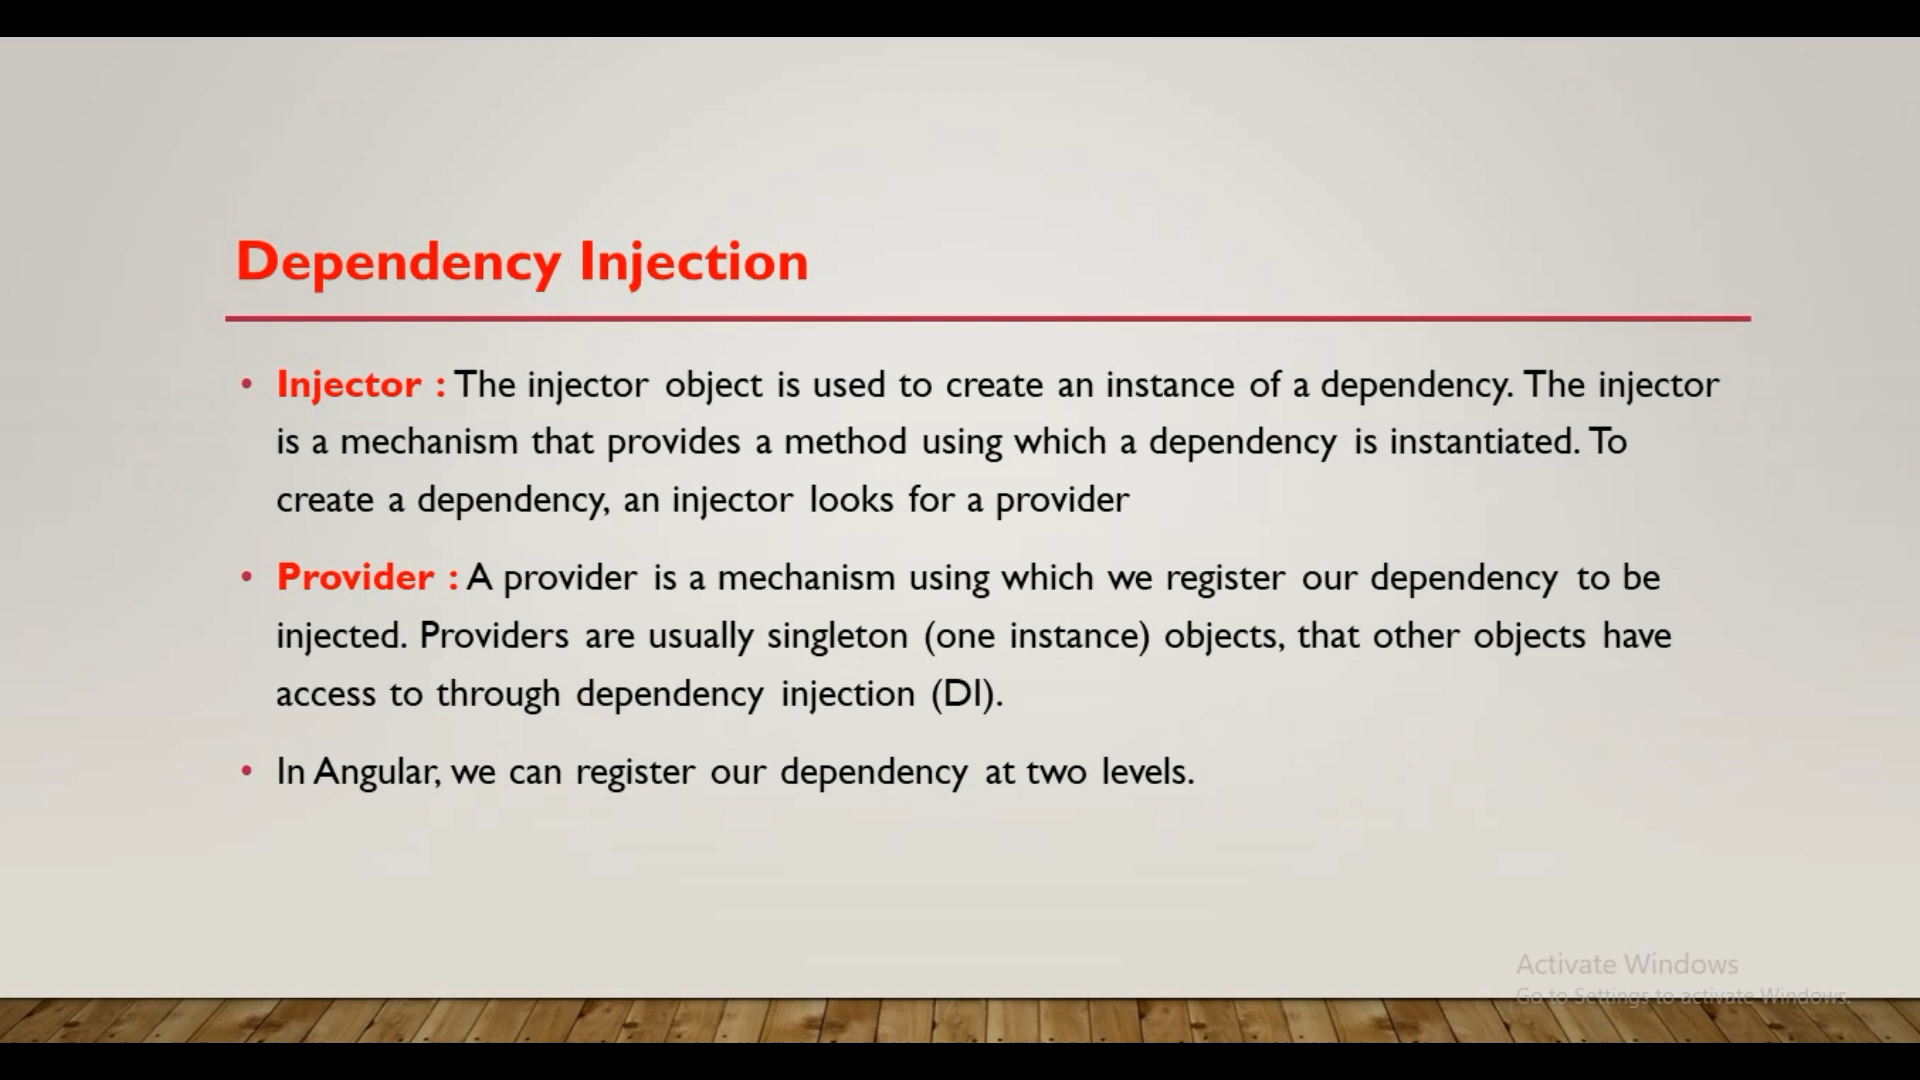 Dependency Injection
• Injector : The injector object is used to create an instance of a dependency. The injector
is a mechanism that provides a method using which a dependency is instantiated. To
create a dependency, an injector looks for a provider
• Provider : A provider is a mechanism using which we register our dependency to be
injected. Providers are usually singleton (one instance) objects, that other objects have
access to through dependency injection (DI).
• In Angular, we can register our dependency at two levels.
Activate Windows
Go to Settings to activate Windows.